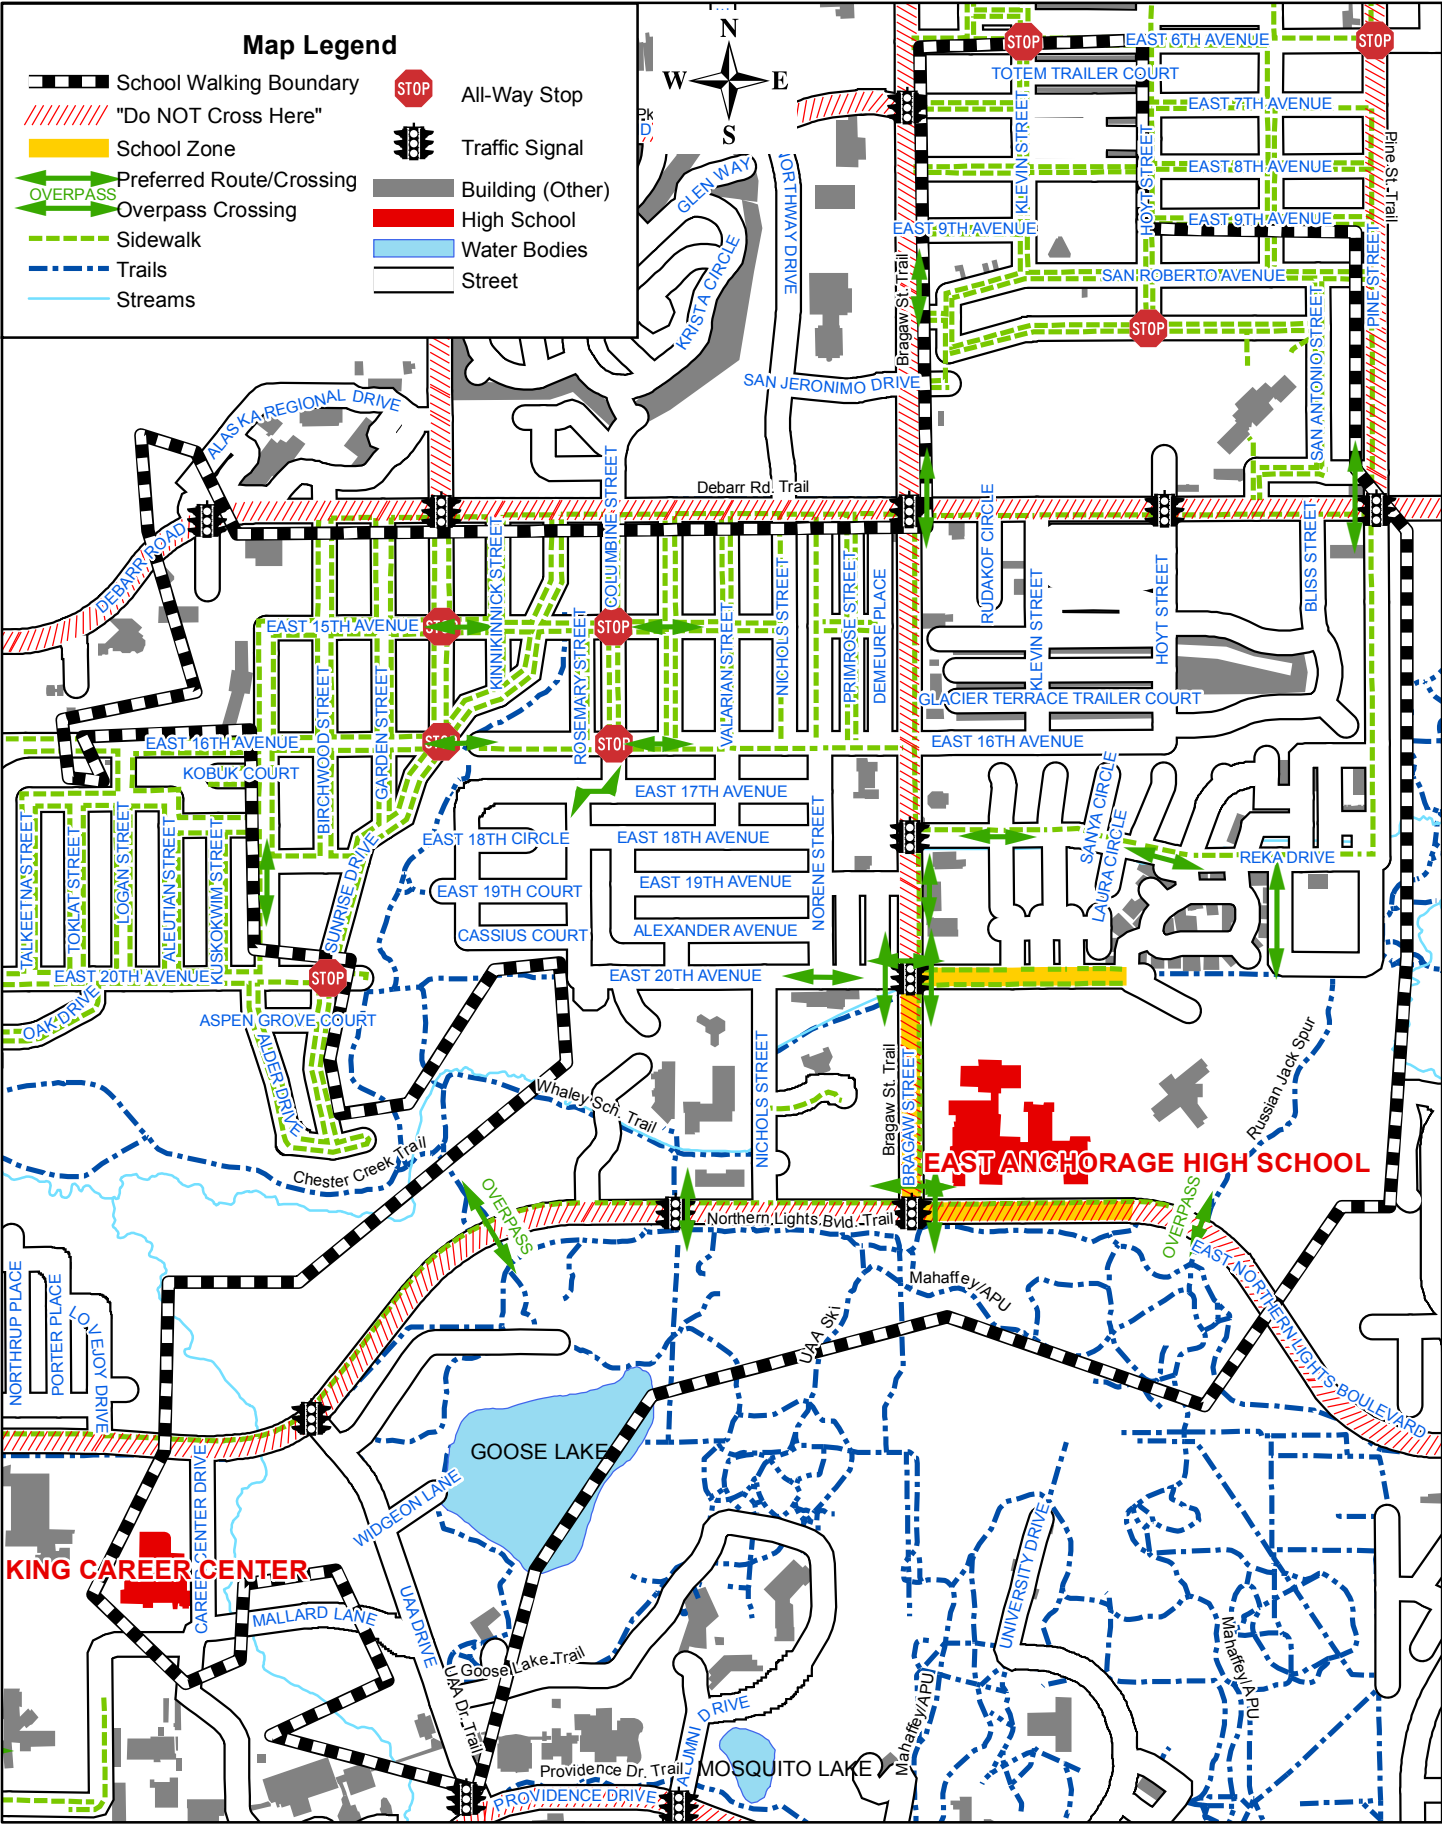 Map Legend
School Walking Boundary
"Do NOT Cross Here"
School Zone
Preferred Route/Crossing
OVERPASS
Overpass Crossing
Sidewalk
Trails
Streams
STOP
All-Way Stop
Traffic Signal
Building (Other)
High School
Water Bodies
Street
N
W
E
S
STOP
EAST 6TH AVENUE
STOP
TOTEM TRAILER COURT
EAST 7TH AVENUE
KLEVIN STREET
HOYT STREET
Pine St. Trail
GLEN WAY
NORTHWAY DRIVE
EAST 8TH AVENUE
EAST 9TH AVENUE
EAST 9TH AVENUE
KRISTA CIRCLE
Bragaw St. Trail
SAN ROBERTO AVENUE
PINE STREET
SAN ANTONIO STREET
STOP
SAN JERONIMO DRIVE
ALASKA REGIONAL DRIVE
COLUMBINE STREET
Debarr Rd. Trail
DEBARR ROAD
KINNIKINNICK STREET
RUDAKOF CIRCLE
KLEVIN STREET
HOYT STREET
BLISS STREET
EAST 15TH AVENUE
STOP
STOP
ROSEMARY STREET
VALARIAN STREET
NICHOLS STREET
PRIMROSE STREET
DEMEURE PLACE
BIRCHWOOD STREET
GARDEN STREET
GLACIER TERRACE TRAILER COURT
EAST 16TH AVENUE
STOP
STOP
EAST 16TH AVENUE
KOBUK COURT
EAST 17TH AVENUE
SANYA CIRCLE
LAURA CIRCLE
TALKEETNA STREET
TOKLAT STREET
LOGAN STREET
ALEUTIAN STREET
KUSKOKWIM STREET
SUNRISE DRIVE
EAST 18TH CIRCLE
EAST 18TH AVENUE
NORENE STREET
REKA DRIVE
EAST 19TH COURT
EAST 19TH AVENUE
CASSIUS COURT
ALEXANDER AVENUE
EAST 20TH AVENUE
STOP
EAST 20TH AVENUE
OAK DRIVE
ASPEN GROVE COURT
ALDER DRIVE
NICHOLS STREET
Bragaw St. Trail
BRAGAW STREET
Russian Jack Spur
Whaley Sch. Trail
Chester Creek Trail
EAST ANCHORAGE HIGH SCHOOL
OVERPASS
Northern Lights Bvld. Trail
OVERPASS
EAST NORTHERN LIGHTS BOULEVARD
Mahaffey/APU
UAA Ski
NORTHRUP PLACE
PORTER PLACE
LOVEJOY DRIVE
GOOSE LAKE
CAREER CENTER DRIVE
WIDGEON LANE
UNIVERSITY DRIVE
KING CAREER CENTER
MALLARD LANE
UAA DRIVE
Goose Lake Trail
UAA Dr. Trail
Mahaffey/APU
Mahaffey/APU
ALUMNI DRIVE
Providence Dr. Trail
MOSQUITO LAKE
PROVIDENCE DRIVE